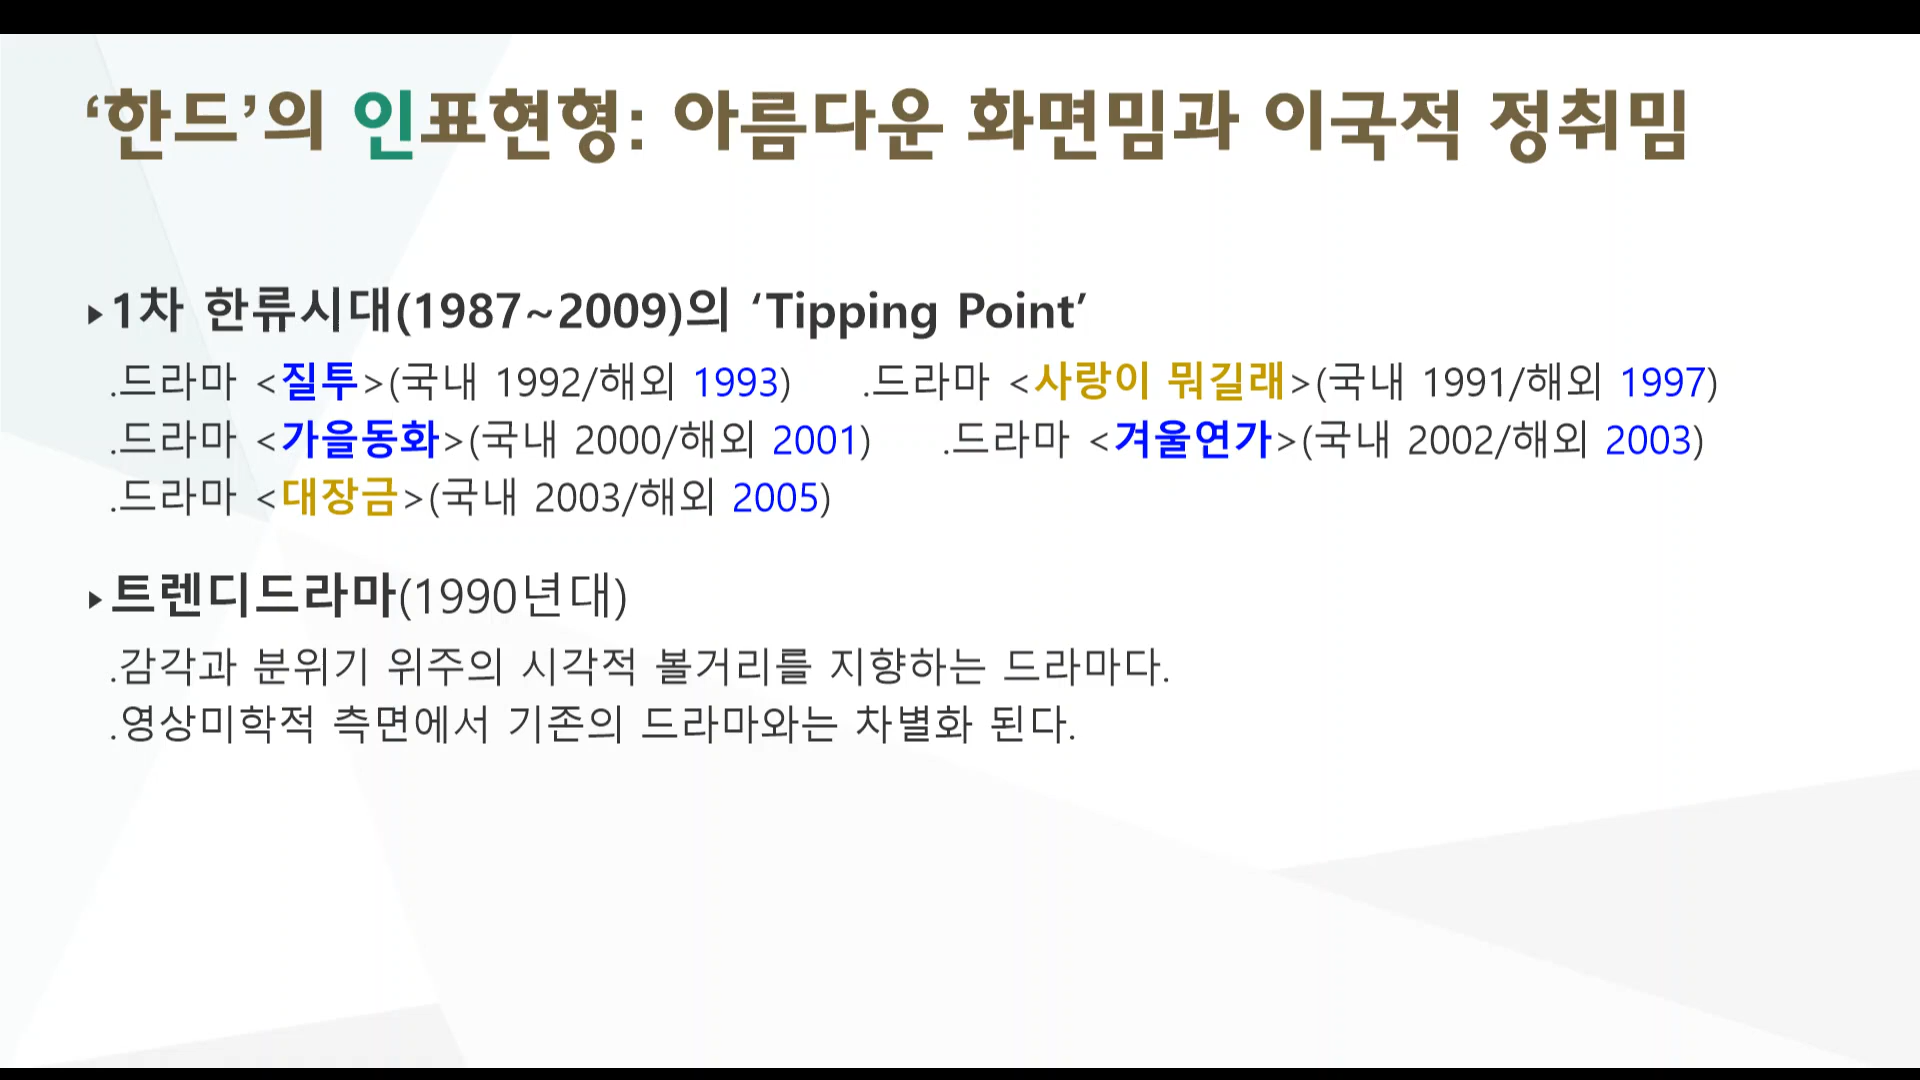 ‘한드’의 인표현형: 아름다운 화면밈과 이국적 정취밈
▸1차 한류시대(1987~2009)의 ‘Tipping Point’
.드라마 <질투>(국내 1992/해외 1993) .드라마 <사랑이 뭐길래>(국내 1991/해외 1997)
.드라마 <가을동화>(국내 2000/해외 2001) .드라마 <겨울연가>(국내 2002/해외 2003)
.드라마 <대장금>(국내 2003/해외 2005)
▸트렌디드라마(1990년대)
.감각과 분위기 위주의 시각적 볼거리를 지향하는 드라마다.
.영상미학적 측면에서 기존의 드라마와는 차별화 된다.